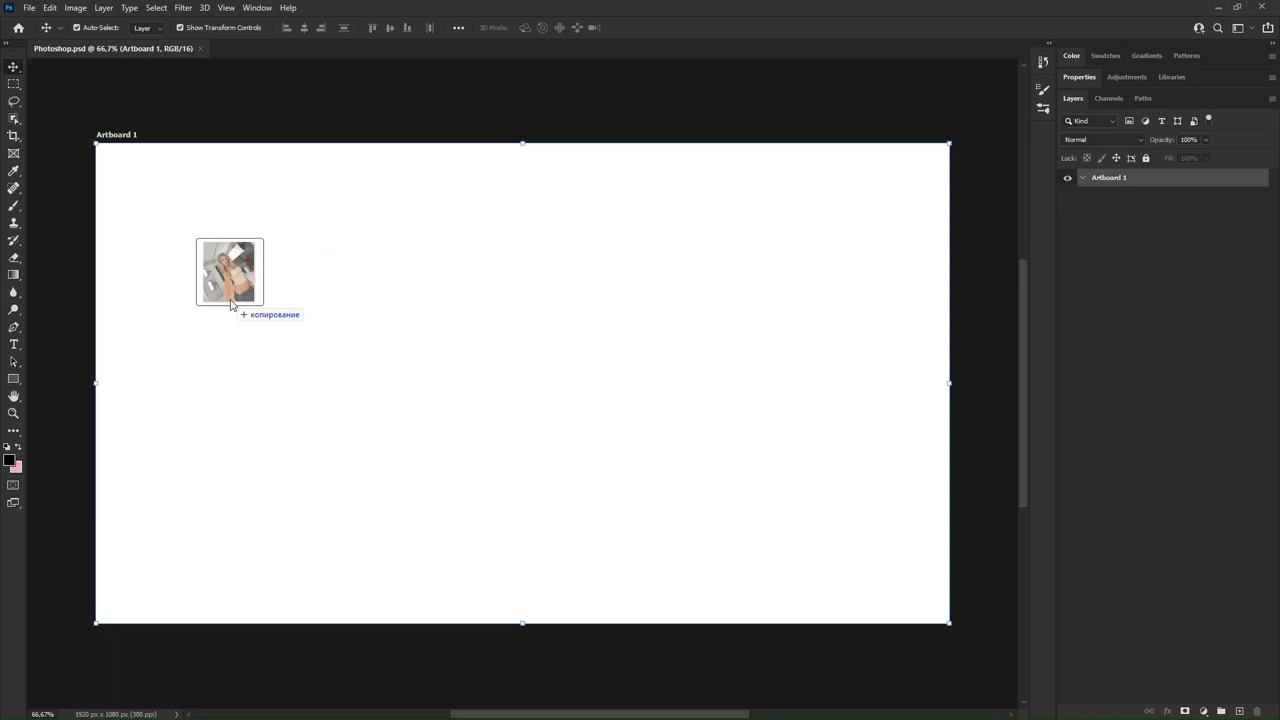 Ps File Edit Image Layer Type Select Filter 3D View Window Help
Auto-Select: Layer Show Transform Controls 3D Mode:
Photoshop.psd @ 66,7% (Artboard 1, RGB/16)
Artboard 1
+ копирование
Color Swatches Gradients Patterns
Properties Adjustments Libraries
Layers Channels Paths
Kind
Normal Opacity: 100%
Lock: Fill: 100%
Artboard 1
66,67% 1920 px x 1080 px (300 ppi)